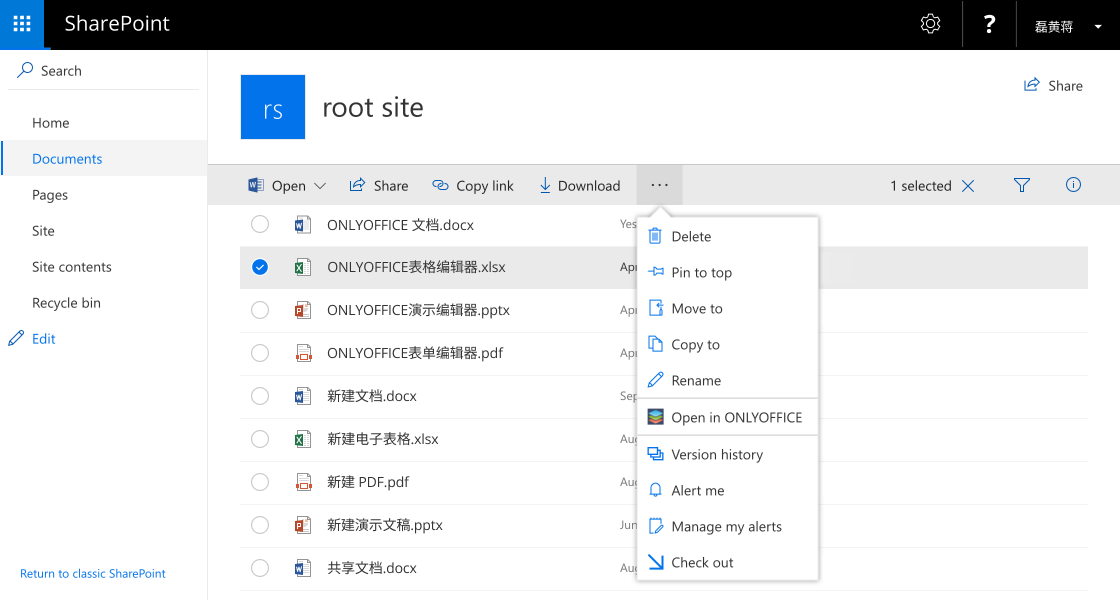 SharePoint
?
磊黄蒋
Search
Home
Documents
Pages
Site
Site contents
Recycle bin
Edit
Return to classic SharePoint
rs
root site
Share
Open
Share
Copy link
Download
...
1 selected
ONLYOFFICE 文档.docx
Yes
ONLYOFFICE表格编辑器.xlsx
Apr
ONLYOFFICE演示编辑器.pptx
Apr
ONLYOFFICE表单编辑器.pdf
Apr
新建文档.docx
Sep
新建电子表格.xlsx
Aug
新建 PDF.pdf
Aug
新建演示文稿.pptx
Jun
共享文档.docx
Aug
Delete
Pin to top
Move to
Copy to
Rename
Open in ONLYOFFICE
Version history
Alert me
Manage my alerts
Check out